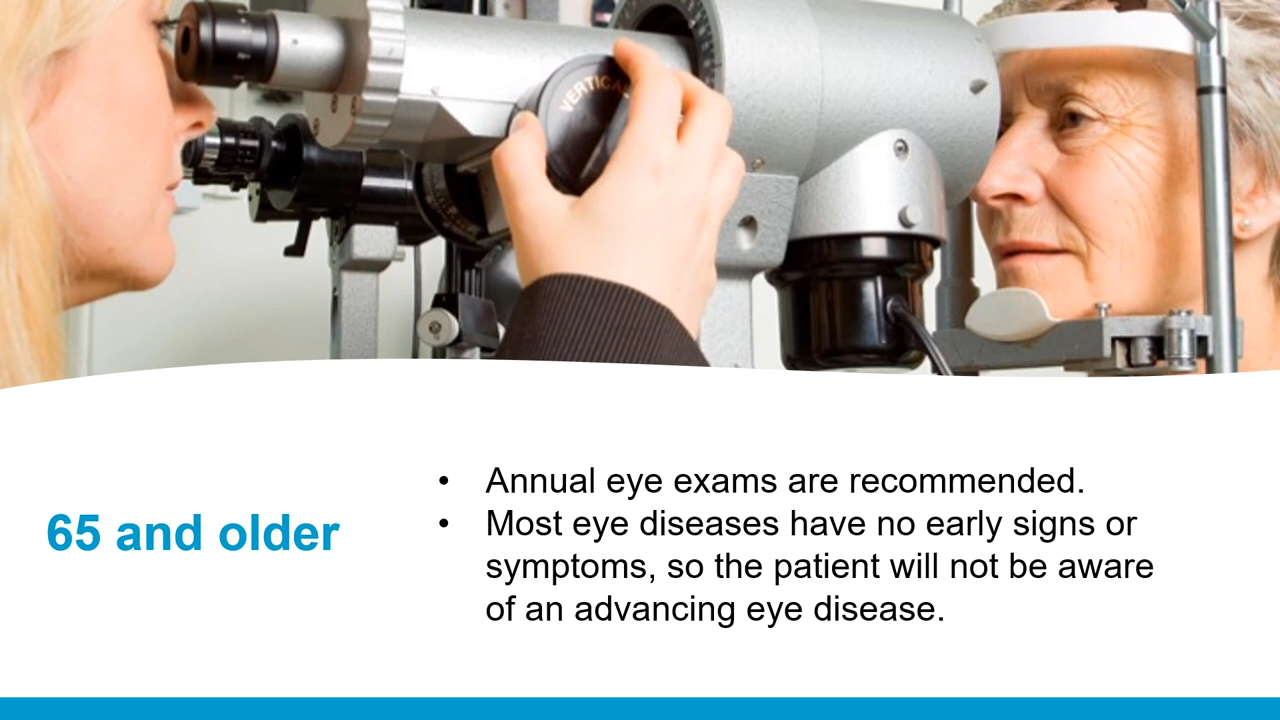 VERTICAL
65 and older
• Annual eye exams are recommended.
• Most eye diseases have no early signs or
symptoms, so the patient will not be aware
of an advancing eye disease.